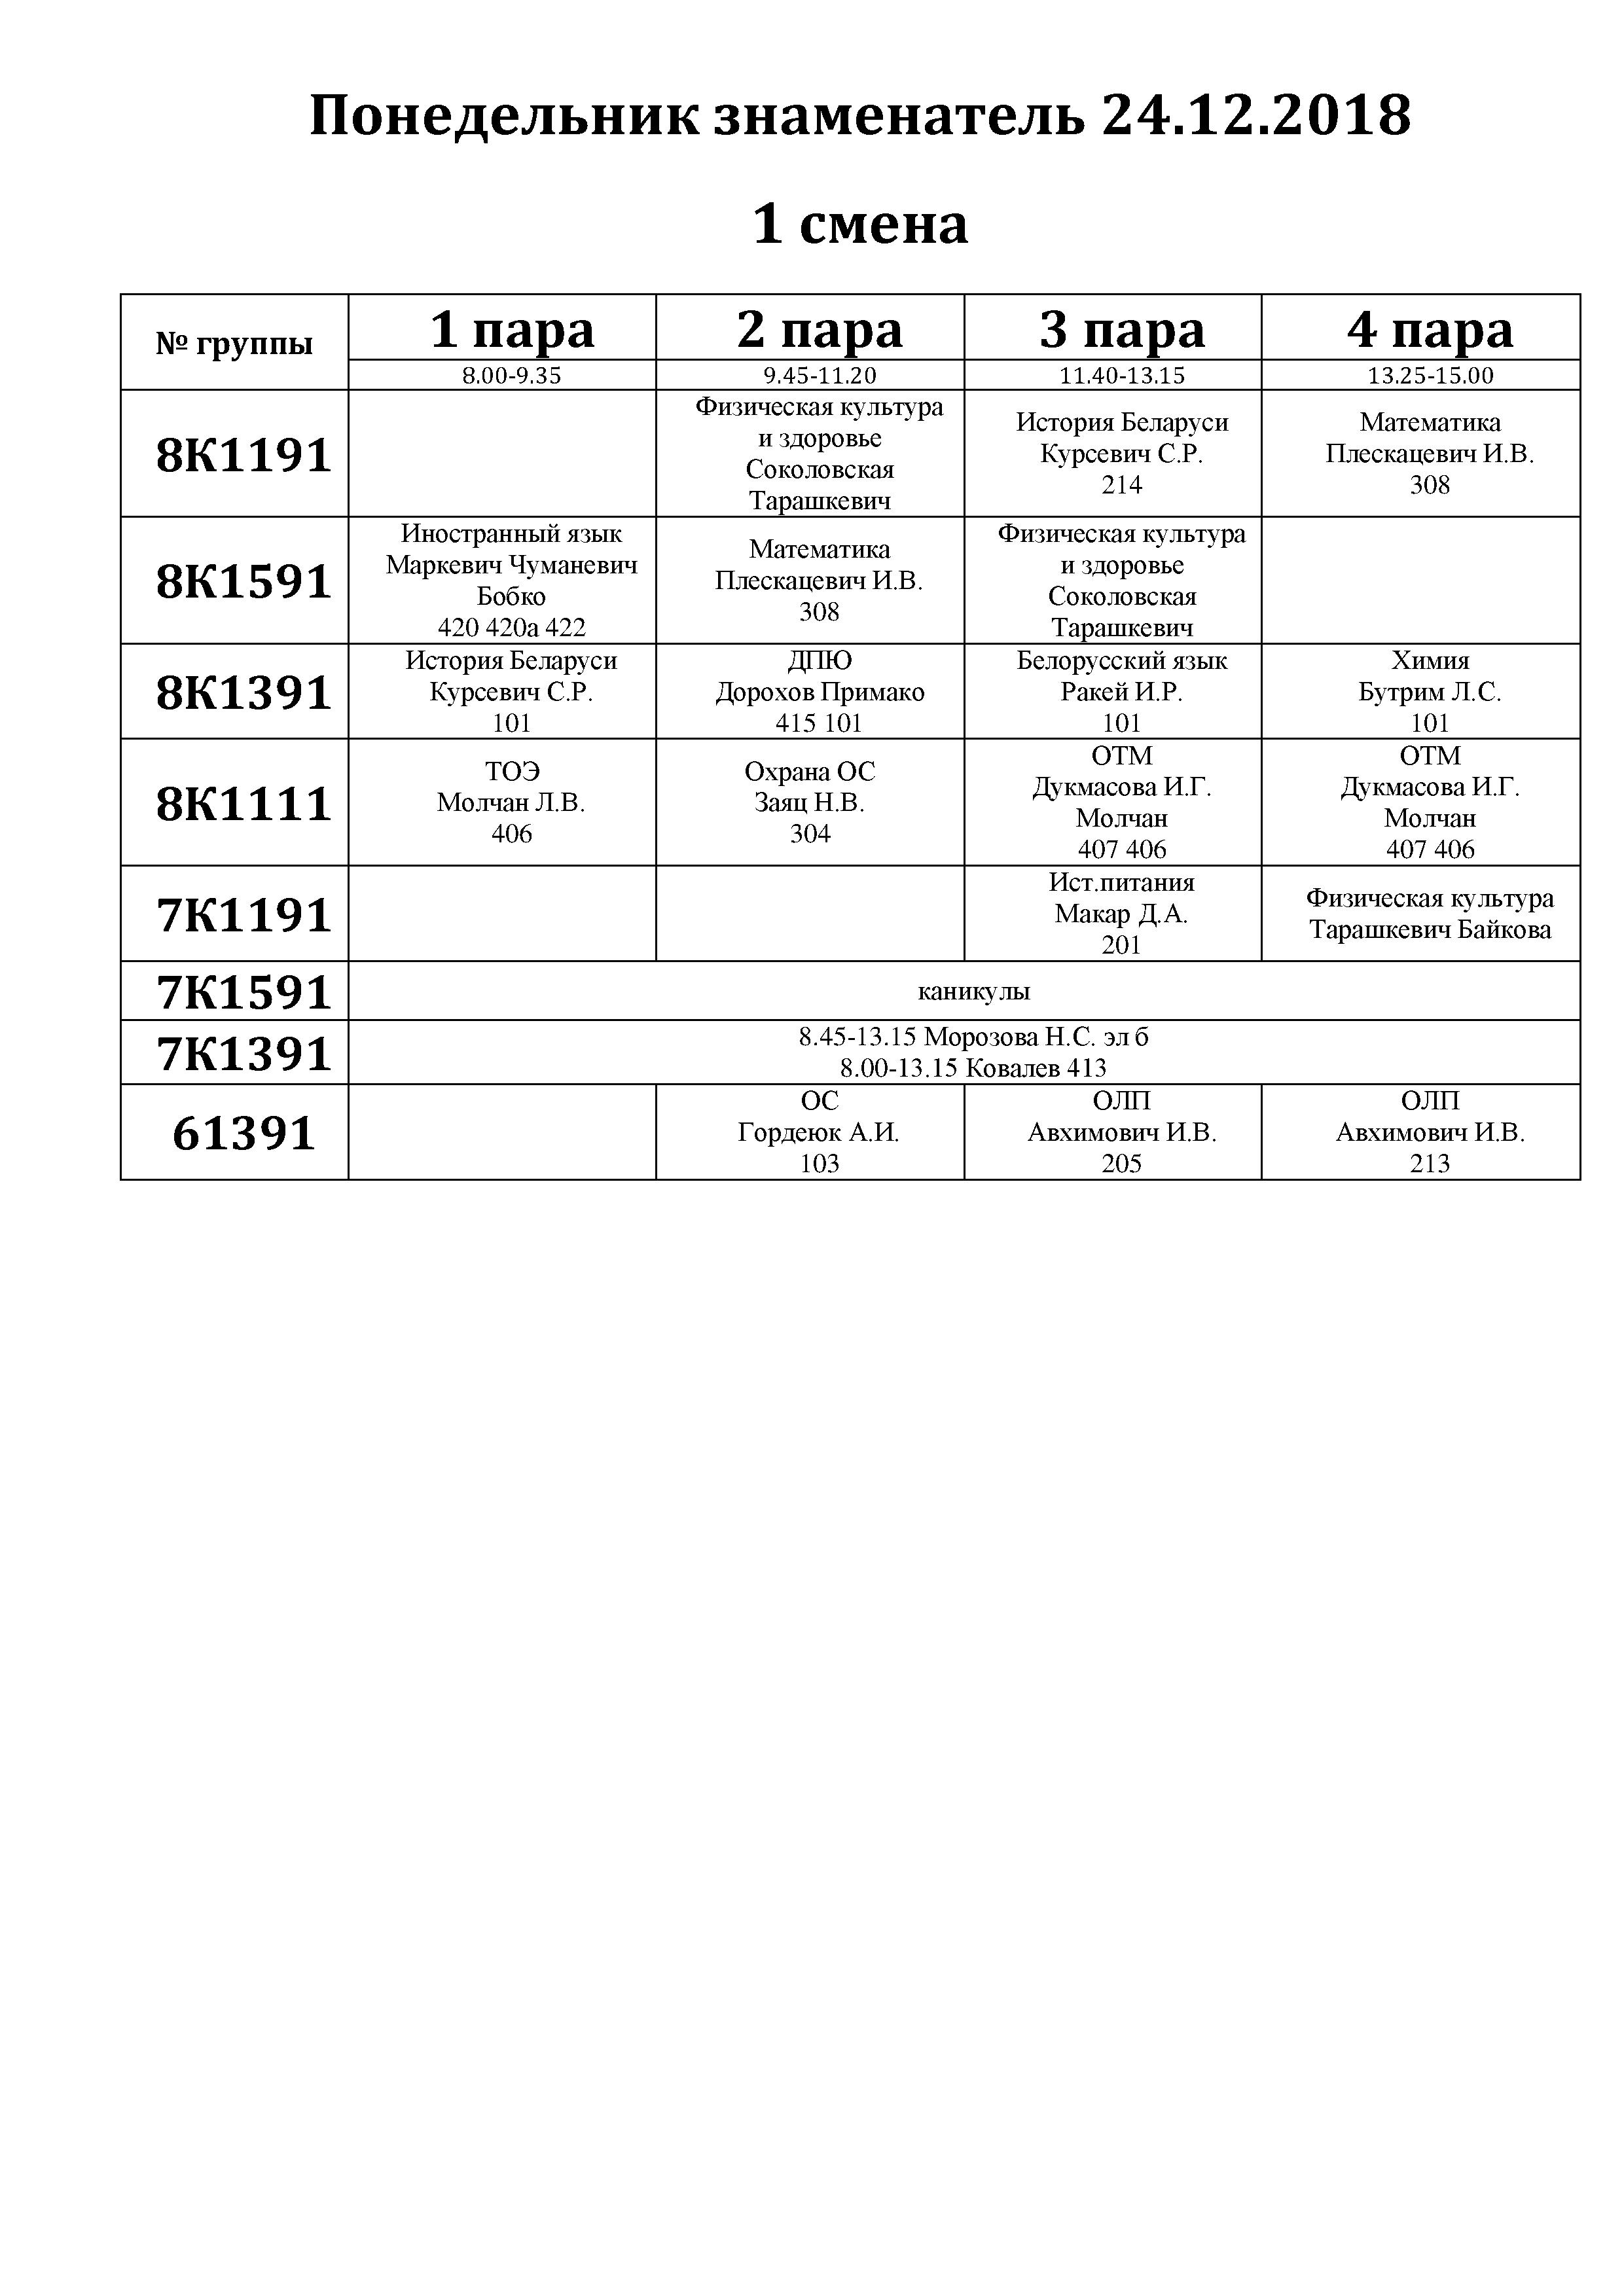 Понедельник знаменатель 24.12.2018
1 смена
№ группы
1 пара
2 пара
3 пара
4 пара
8.00-9.35
9.45-11.20
11.40-13.15
13.25-15.00
8К1191
Физическая культура
и здоровье
Соколовская
Тарашкевич
История Беларуси
Курсевич С.Р.
214
Математика
Плескацевич И.В.
308
8К1591
Иностранный язык
Маркевич Чуманевич
Бобко
420 420а 422
Математика
Плескацевич И.В.
308
Физическая культура
и здоровье
Соколовская
Тарашкевич
8К1391
История Беларуси
Курсевич С.Р.
101
ДПЮ
Дорохов Примако
415 101
Белорусский язык
Ракей И.Р.
101
Химия
Бутрим Л.С.
101
8К1111
ТОЭ
Молчан Л.В.
406
Охрана ОС
Заяц Н.В.
304
ОТМ
Дукмасова И.Г.
Молчан
407 406
ОТМ
Дукмасова И.Г.
Молчан
407 406
7К1191
Ист.питания
Макар Д.А.
201
Физическая культура
Тарашкевич Байкова
7К1591
каникулы
7К1391
8.45-13.15 Морозова Н.С. эл б
8.00-13.15 Ковалев 413
61391
ОС
Гордеюк А.И.
103
ОЛП
Авхимович И.В.
205
ОЛП
Авхимович И.В.
213